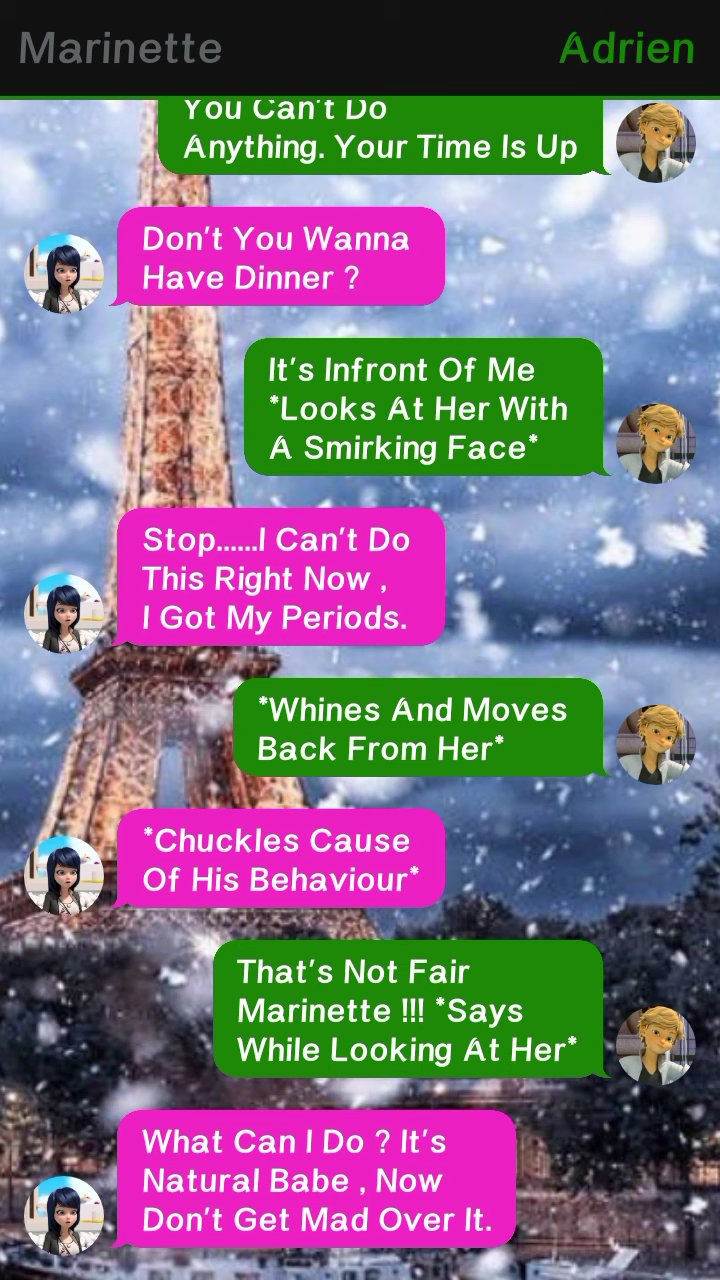 Marinette
Adrien
You Can't Do
Anything. Your Time Is Up
Don't You Wanna
Have Dinner ?
It's Infront Of Me
*Looks At Her With
A Smirking Face*
Stop......I Can't Do
This Right Now ,
I Got My Periods.
*Whines And Moves
Back From Her*
*Chuckles Cause
Of His Behaviour*
That's Not Fair
Marinette !!! *Says
While Looking At Her*
What Can I Do ? It's
Natural Babe , Now
Don't Get Mad Over It.